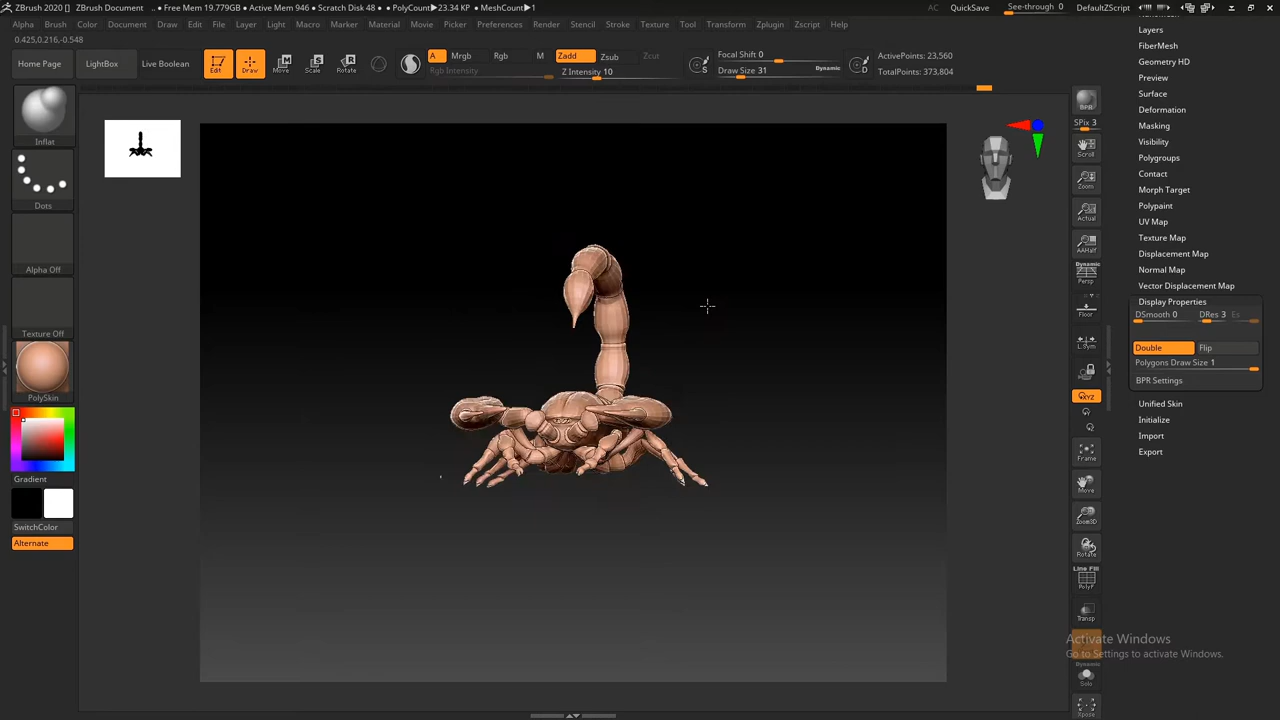 ZBrush 2020 [] ZBrush Document .. • Free Mem 19.779GB • Active Mem 946 • Scratch Disk 48 • PolyCount▶23.34 KP • MeshCount▶1
AC QuickSave See-through 0 Menus DefaultZScript
Alpha Brush Color Document Draw Edit File Layer Light Macro Marker Material Movie Picker Preferences Render Stencil Stroke Texture Tool Transform Zplugin Zscript Help
0.425,0.216,-0.548
Home Page LightBox Live Boolean
Edit Draw Move Scale Rotate
A Mrgb Rgb M Zadd Zsub Zcut
Rgb Intensity Z Intensity 10
Focal Shift 0
Draw Size 31 Dynamic
S D
ActivePoints: 23,560
TotalPoints: 373,804
Inflat
Dots
Alpha Off
Texture Off
PolySkin
Gradient
SwitchColor
Alternate
BPR
SPix 3
Scroll
Zoom
Actual
AAHalf
Dynamic
Persp
Floor
L.Sym
XYZ
Frame
Move
Zoom3D
Rotate
Line Fill
PolyF
Transp
Dynamic
Solo
Xpose
Layers
FiberMesh
Geometry HD
Preview
Surface
Deformation
Masking
Visibility
Polygroups
Contact
Morph Target
Polypaint
UV Map
Texture Map
Displacement Map
Normal Map
Vector Displacement Map
Display Properties
DSmooth 0 DRes 3 Es
Double Flip
Polygons Draw Size 1
BPR Settings
Unified Skin
Initialize
Import
Export
Activate Windows
Go to Settings to activate Windows.